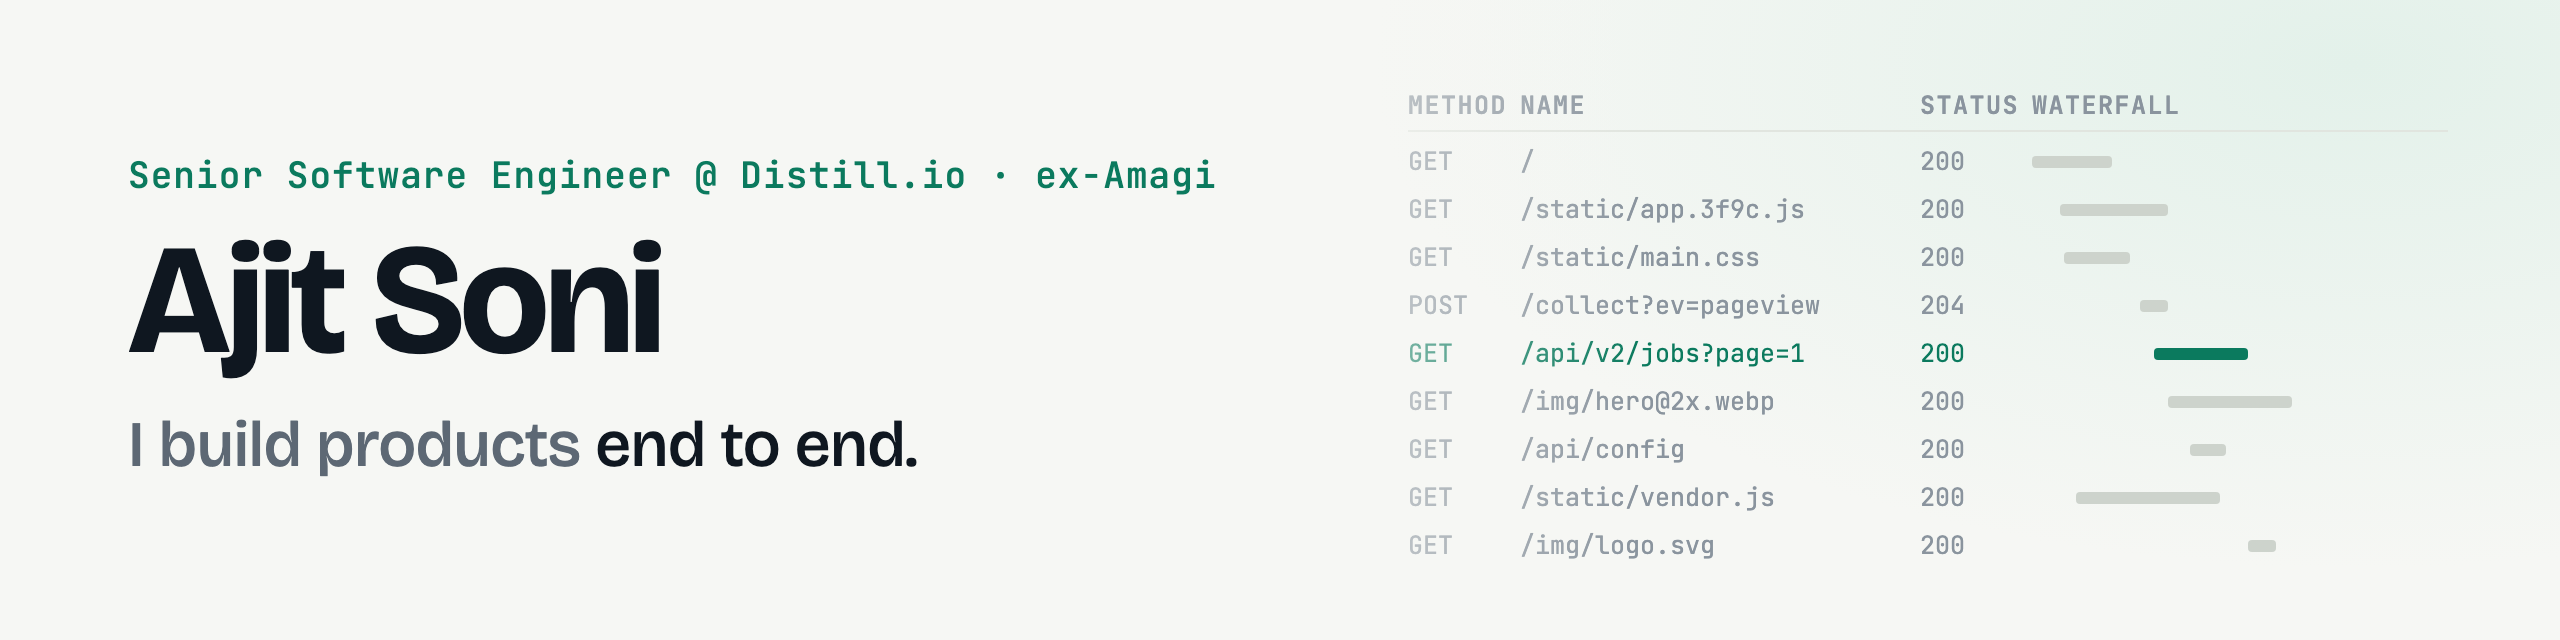 Senior Software Engineer @ Distill.io · ex-Amagi
Ajit Soni
I build products end to end.
METHOD NAME STATUS WATERFALL
GET / 200
GET /static/app.3f9c.js 200
GET /static/main.css 200
POST /collect?ev=pageview 204
GET /api/v2/jobs?page=1 200
GET /img/hero@2x.webp 200
GET /api/config 200
GET /static/vendor.js 200
GET /img/logo.svg 200